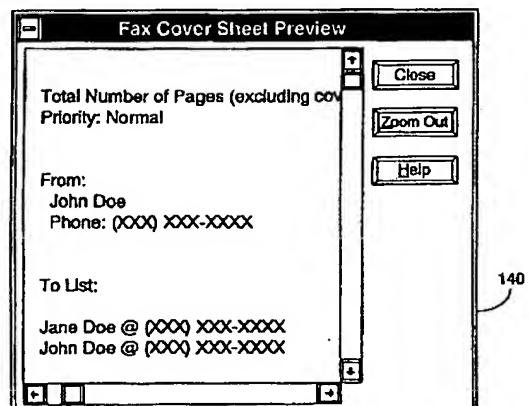 Fax Cover Sheet Preview
Total Number of Pages (excluding cov
Priority: Normal
From:
John Doe
Phone: (XXX) XXX-XXXX
To List:
Jane Doe @ (XXX) XXX-XXXX
John Doe @ (XXX) XXX-XXXX
Close
Zoom Out
Help
140